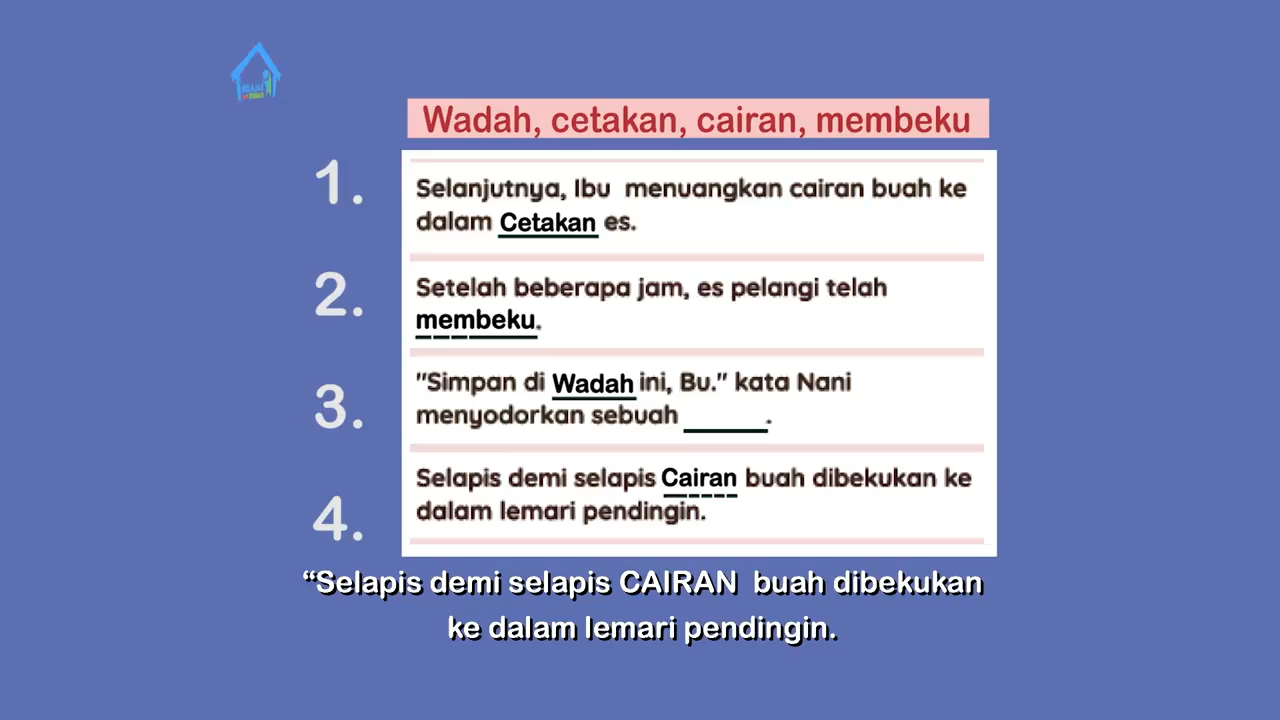 Wadah, cetakan, cairan, membeku
1.
Selanjutnya, Ibu menuangkan cairan buah ke
dalam Cetakan es.
2.
Setelah beberapa jam, es pelangi telah
membeku.
3.
"Simpan di Wadah ini, Bu." kata Nani
menyodorkan sebuah ______.
4.
Selapis demi selapis Cairan buah dibekukan ke
dalam lemari pendingin.
“Selapis demi selapis CAIRAN buah dibekukan
ke dalam lemari pendingin.